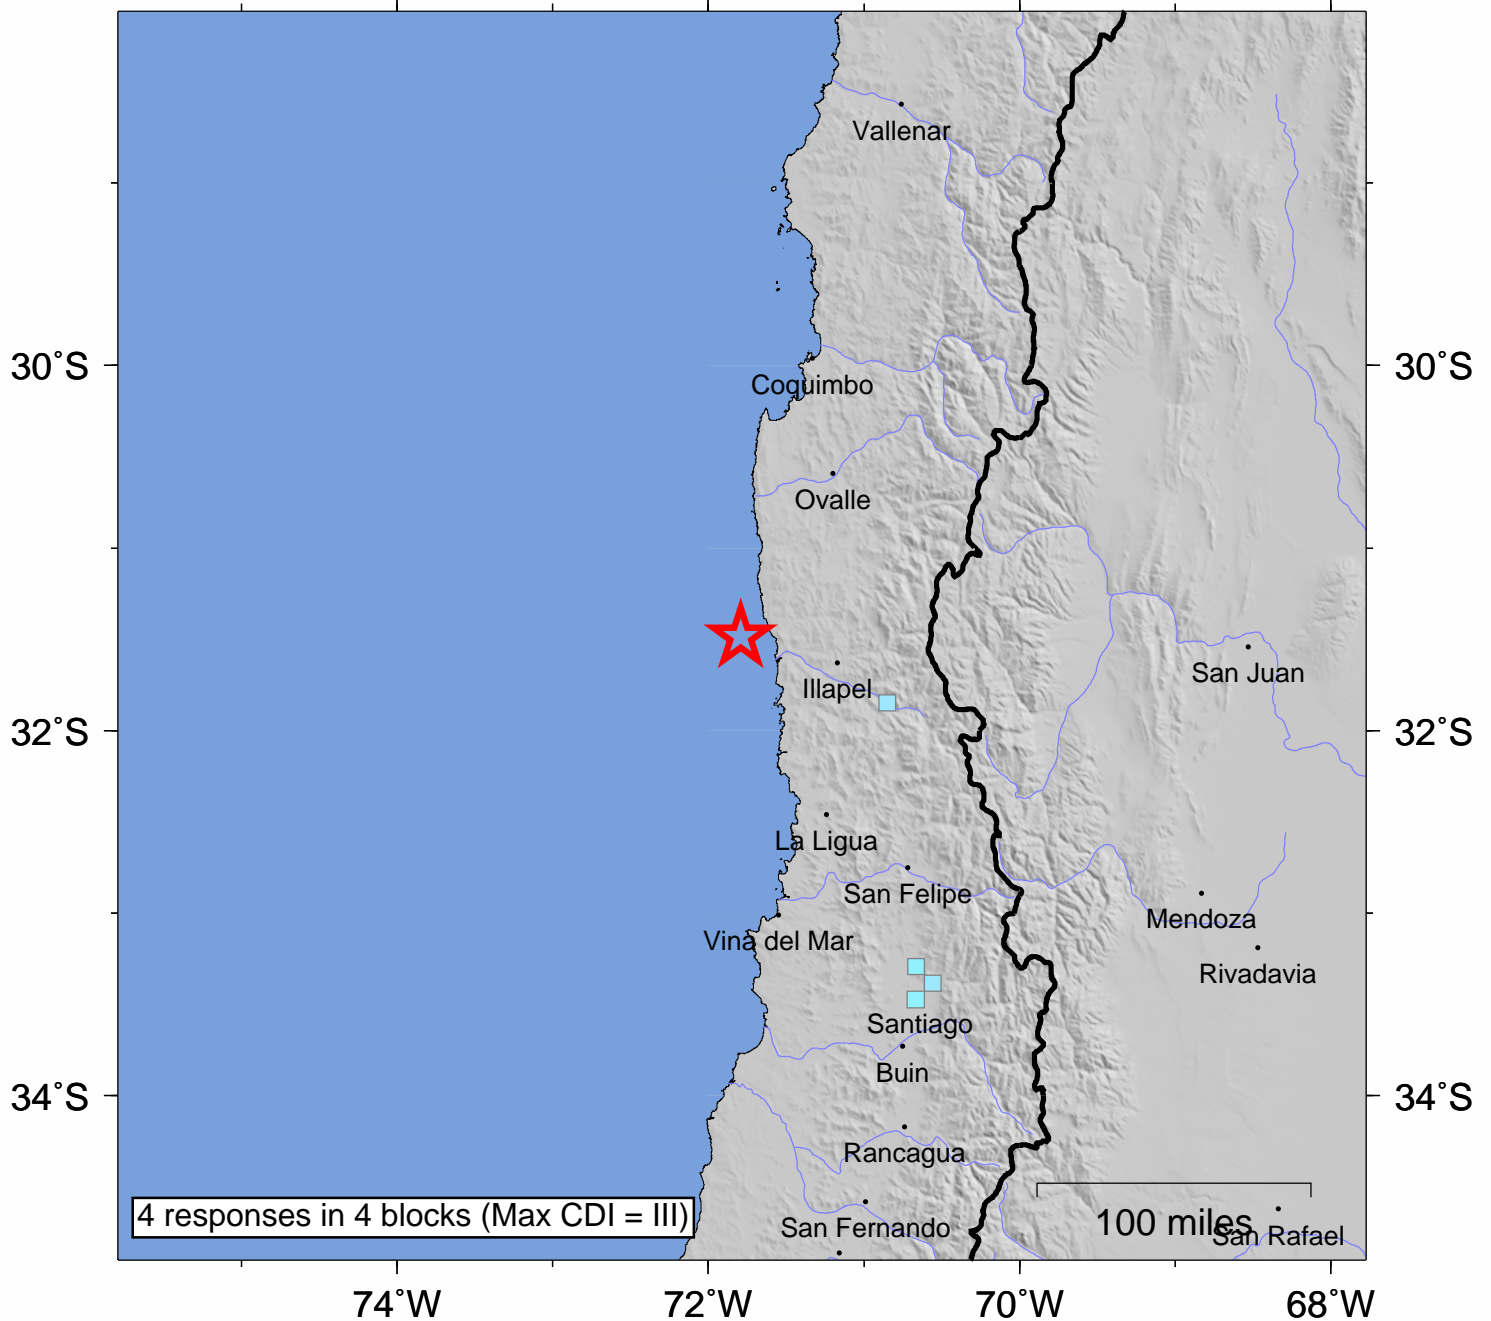 Vallenar
30˚S
30˚S
Coquimbo
Ovalle
San Juan
Illapel
32˚S
32˚S
La Ligua
San Felipe
Mendoza
Vina del Mar
Rivadavia
Santiago
Buin
34˚S
34˚S
Rancagua
4 responses in 4 blocks (Max CDI = III)
San Fernando
100 miles
San Rafael
74˚W
72˚W
70˚W
68˚W